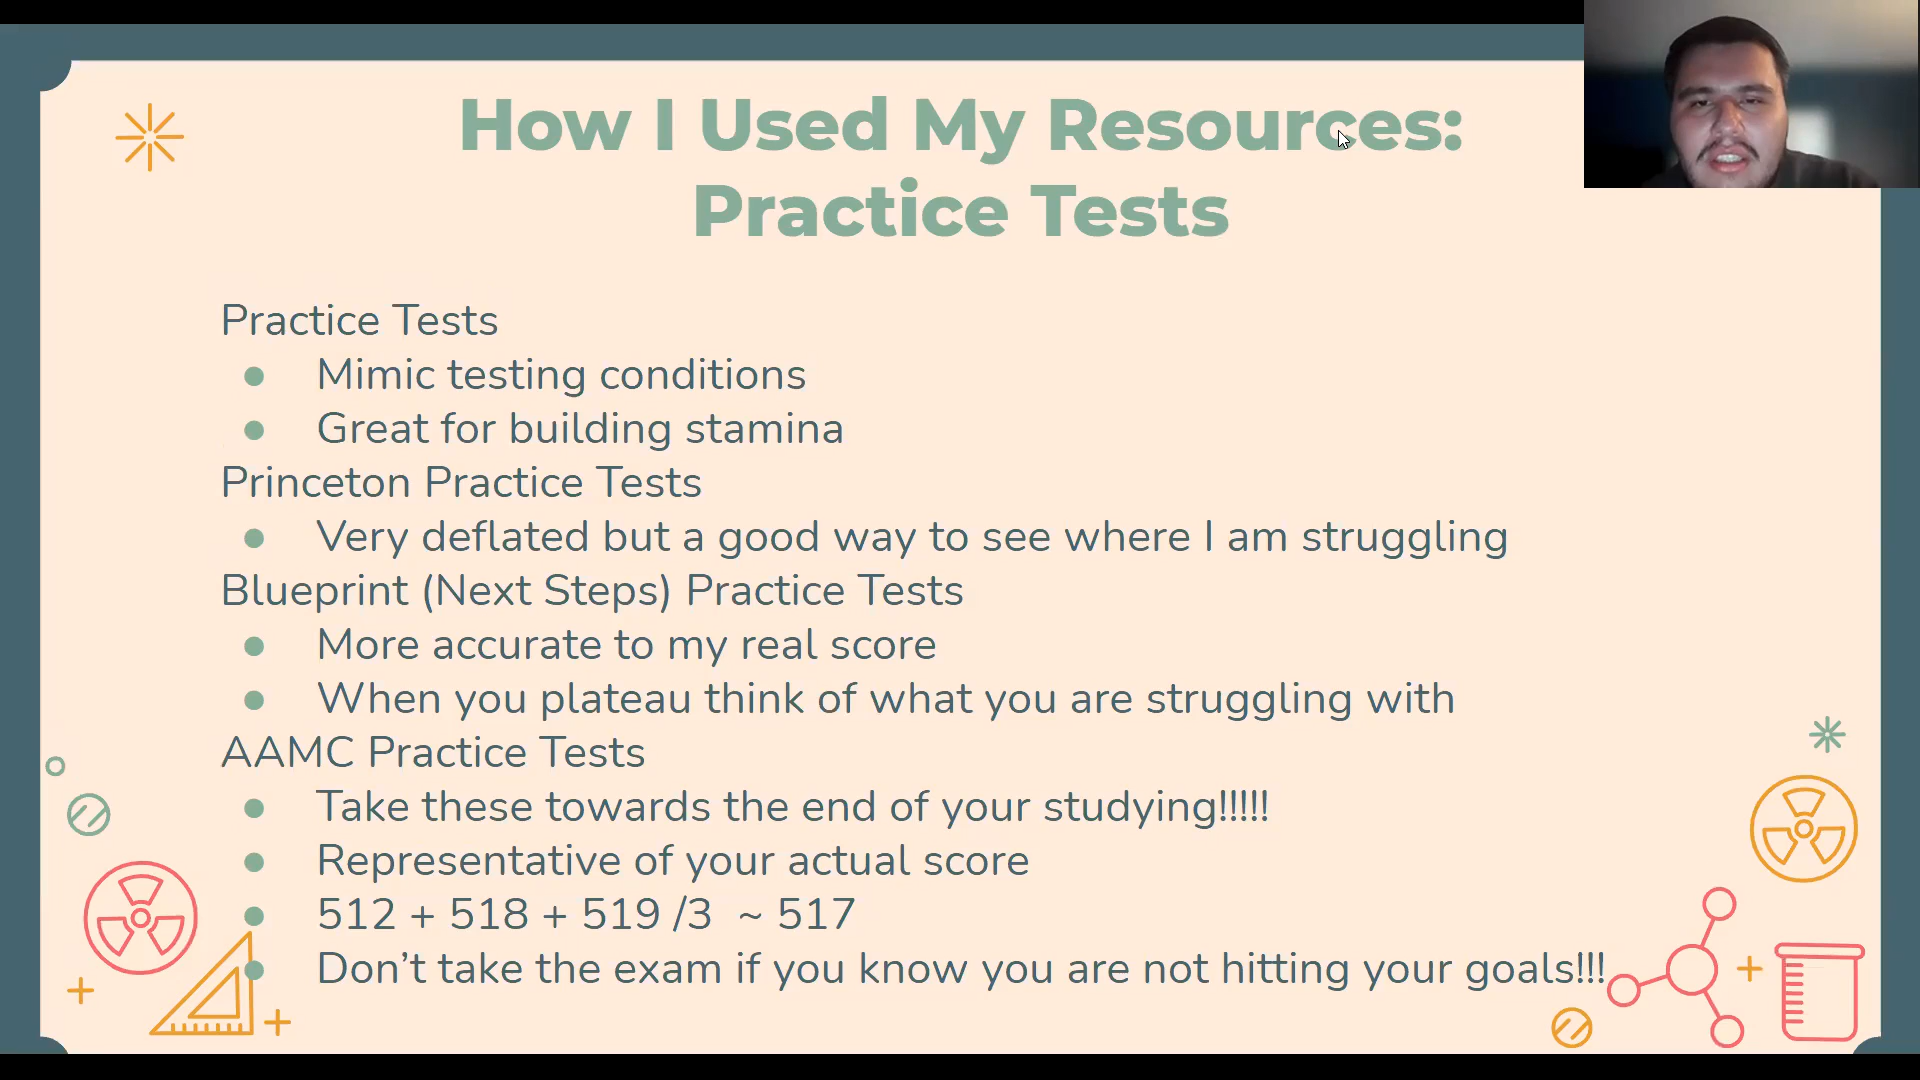 How I Used My Resources:
Practice Tests
Practice Tests
● Mimic testing conditions
● Great for building stamina
Princeton Practice Tests
● Very deflated but a good way to see where I am struggling
Blueprint (Next Steps) Practice Tests
● More accurate to my real score
● When you plateau think of what you are struggling with
AAMC Practice Tests
● Take these towards the end of your studying!!!!!
● Representative of your actual score
● 512 + 518 + 519 /3 ~ 517
● Don’t take the exam if you know you are not hitting your goals!!!